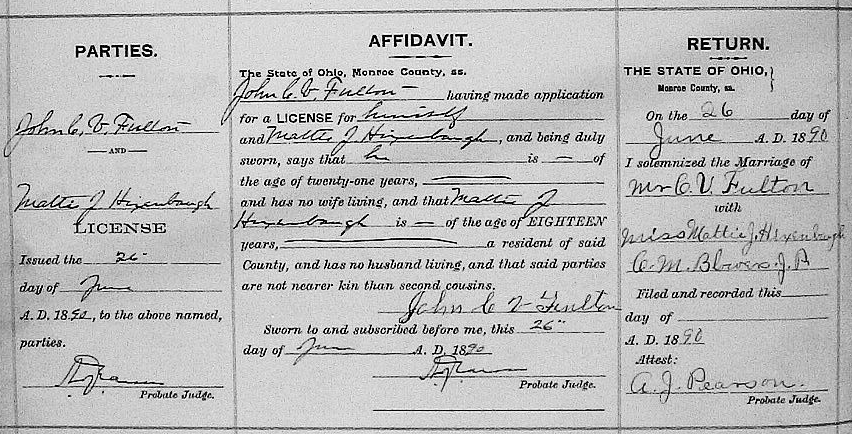 PARTIES.
John C. V. Fulton
AND
Mattie J Hixenbaugh
LICENSE
Issued the 26"
day of June
A. D. 1890, to the above named,
parties.
Probate Judge.
AFFIDAVIT.
The State of Ohio, Monroe County, ss.
John C. V. Fulton having made application
for a LICENSE for himself
and Mattie J Hixenbaugh, and being duly
sworn, says that he is — of
the age of twenty-one years,
and has no wife living, and that Mattie J
Hixenbaugh is — of the age of EIGHTEEN
years, a resident of said
County, and has no husband living, and that said parties
are not nearer kin than second cousins.
John C V Fulton
Sworn to and subscribed before me, this 26"
day of June A. D. 1890
Probate Judge.
RETURN.
THE STATE OF OHIO,
Monroe County, ss.
On the 26 day of
June A. D. 1890
I solemnized the Marriage of
Mr C. V. Fulton
with
Miss Mattie J. Hixenbaugh
C. M. Blowers. J. P
Filed and recorded this
day of
A. D. 1890
Attest:
A. J. Pearson.
Probate Judge.